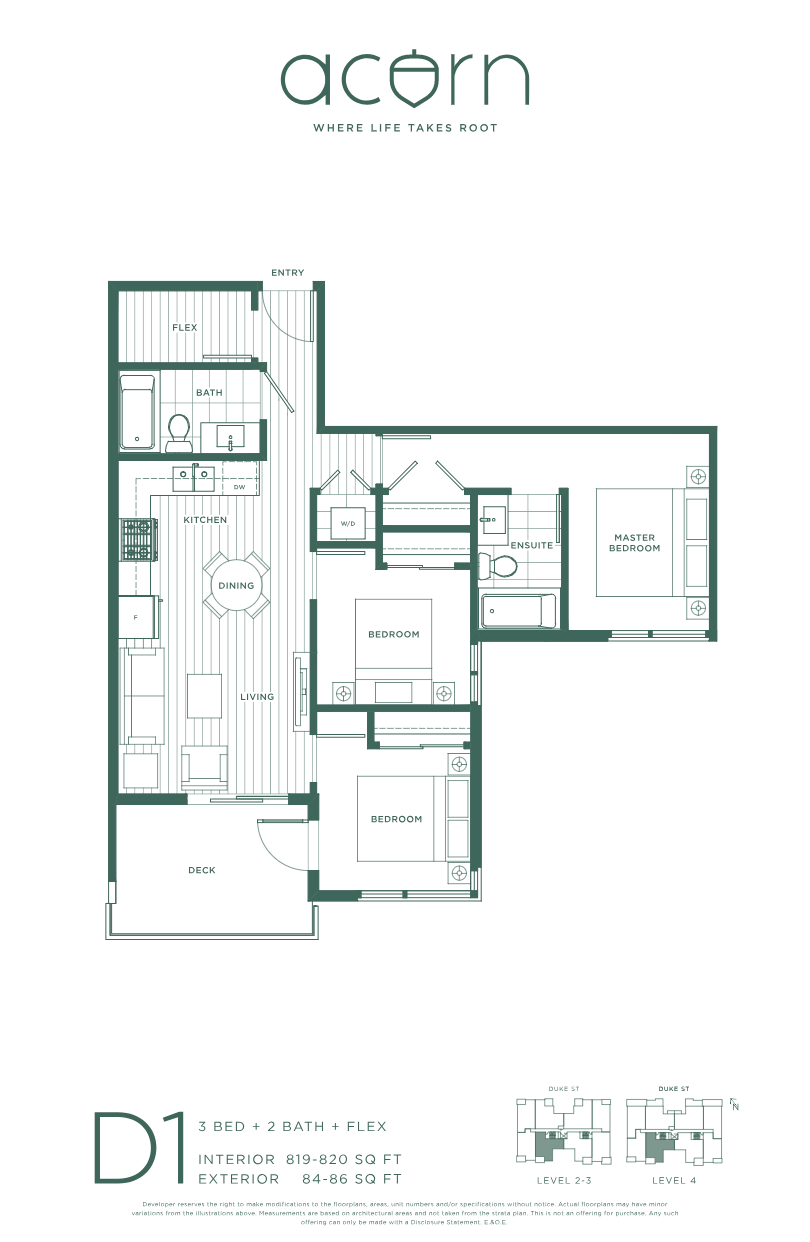 acorn
WHERE LIFE TAKES ROOT
ENTRY
FLEX
BATH
DW
KITCHEN
W/D
ENSUITE
MASTER
BEDROOM
DINING
F
BEDROOM
LIVING
BEDROOM
DECK
D1
3 BED + 2 BATH + FLEX
INTERIOR 819-820 SQ FT
EXTERIOR 84-86 SQ FT
DUKE ST
LEVEL 2-3
DUKE ST
LEVEL 4
N
Developer reserves the right to make modifications to the floorplans, areas, unit numbers and/or specifications without notice. Actual floorplans may have minor
variations from the illustrations above. Measurements are based on architectural areas and not taken from the strata plan. This is not an offering for purchase. Any such
offering can only be made with a Disclosure Statement. E.&O.E.